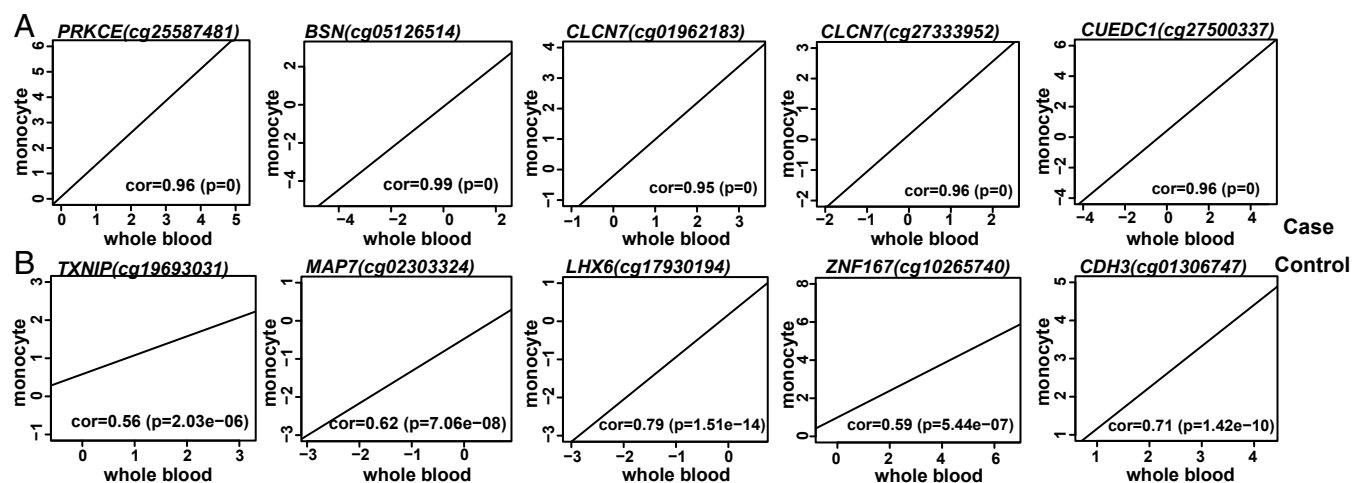 A
PRKCE(cg25587481)
monocyte
6
5
4
3
2
1
0
cor=0.96 (p=0)
0 1 2 3 4 5
whole blood
BSN(cg05126514)
monocyte
2
0
−2
−4
cor=0.99 (p=0)
−4 −2 0 2
whole blood
CLCN7(cg01962183)
monocyte
4
3
2
1
0
−1
cor=0.95 (p=0)
−1 0 1 2 3
whole blood
CLCN7(cg27333952)
monocyte
3
2
1
0
−1
−2
cor=0.96 (p=0)
−2 −1 0 1 2
whole blood
CUEDC1(cg27500337)
monocyte
6
4
2
0
−2
−4
cor=0.96 (p=0)
−4 −2 0 2 4
whole blood
Case
Control
B
TXNIP(cg19693031)
monocyte
3
2
1
0
−1
cor=0.56 (p=2.03e−06)
0 1 2 3
whole blood
MAP7(cg02303324)
monocyte
1
0
−1
−2
−3
cor=0.62 (p=7.06e−08)
−3 −2 −1 0
whole blood
LHX6(cg17930194)
monocyte
1
0
−1
−2
−3
cor=0.79 (p=1.51e−14)
−3 −2 −1 0
whole blood
ZNF167(cg10265740)
monocyte
8
6
4
2
0
cor=0.59 (p=5.44e−07)
0 2 4 6
whole blood
CDH3(cg01306747)
monocyte
5
4
3
2
1
cor=0.71 (p=1.42e−10)
1 2 3 4
whole blood